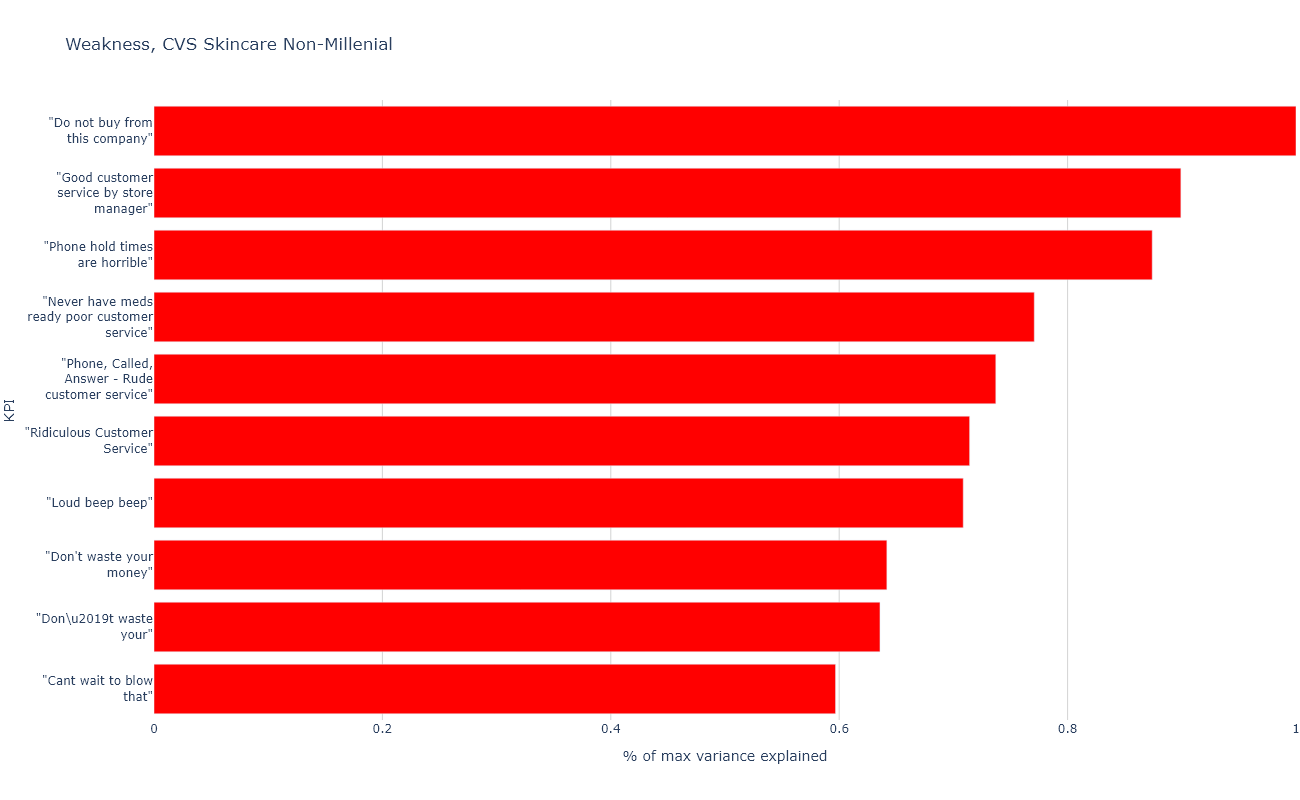 Weakness, CVS Skincare Non-Millenial
"Do not buy from
this company"
"Good customer
service by store
manager"
"Phone hold times
are horrible"
"Never have meds
ready poor customer
service"
"Phone, Called,
Answer - Rude
customer service"
"Ridiculous Customer
Service"
"Loud beep beep"
"Don't waste your
money"
"Don\u2019t waste
your"
"Cant wait to blow
that"
KPI
0 0.2 0.4 0.6 0.8 1
% of max variance explained